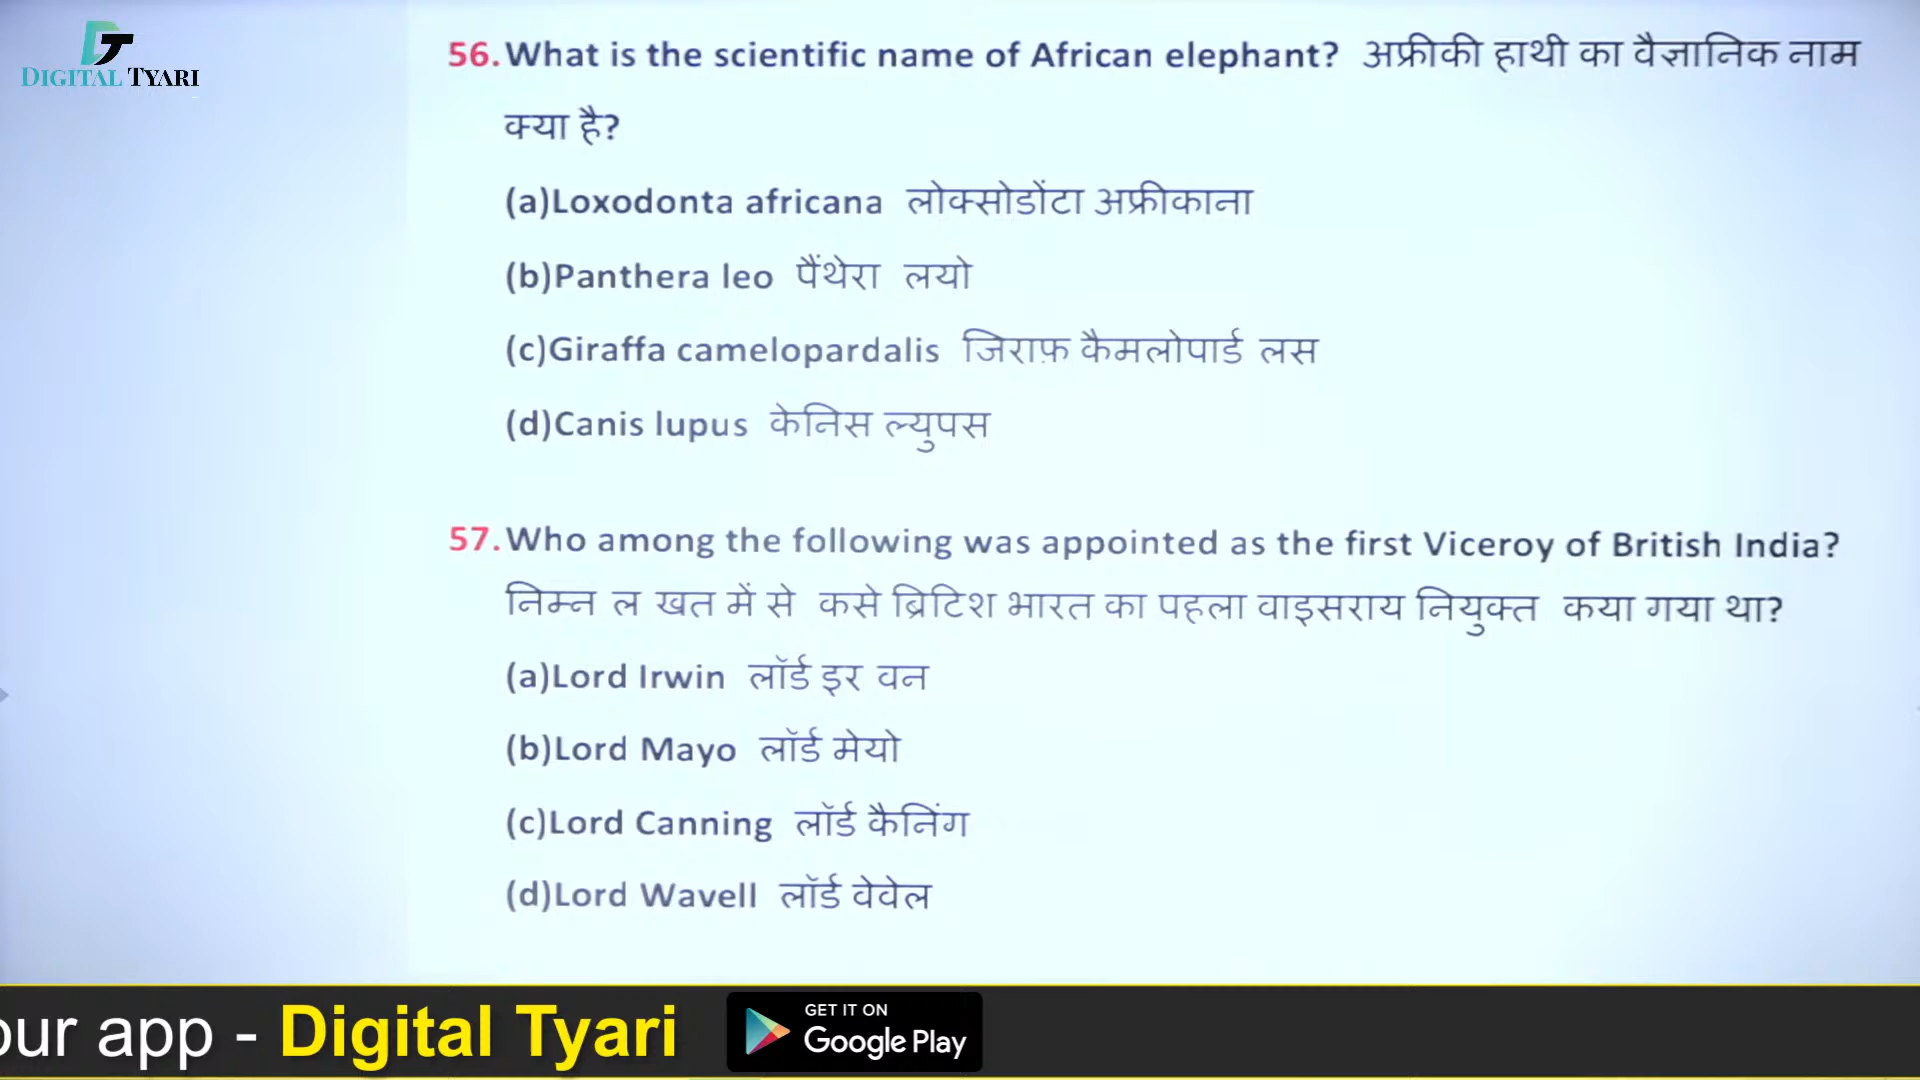 DIGITAL TYARI
56. What is the scientific name of African elephant? अफ्रीकी हाथी का वैज्ञानिक नाम
क्या है?
(a)Loxodonta africana लोक्सोडोंटा अफ्रीकाना
(b)Panthera leo पैंथेरा लयो
(c)Giraffa camelopardalis जिराफ़ कैमलोपार्ड लस
(d)Canis lupus केनिस ल्युपस
57. Who among the following was appointed as the first Viceroy of British India?
निम्न ल खत में से कसे ब्रिटिश भारत का पहला वाइसराय नियुक्त कया गया था?
(a)Lord Irwin लॉर्ड इर वन
(b)Lord Mayo लॉर्ड मेयो
(c)Lord Canning लॉर्ड कैनिंग
(d)Lord Wavell लॉर्ड वेवेल
our app - Digital Tyari GET IT ON Google Play